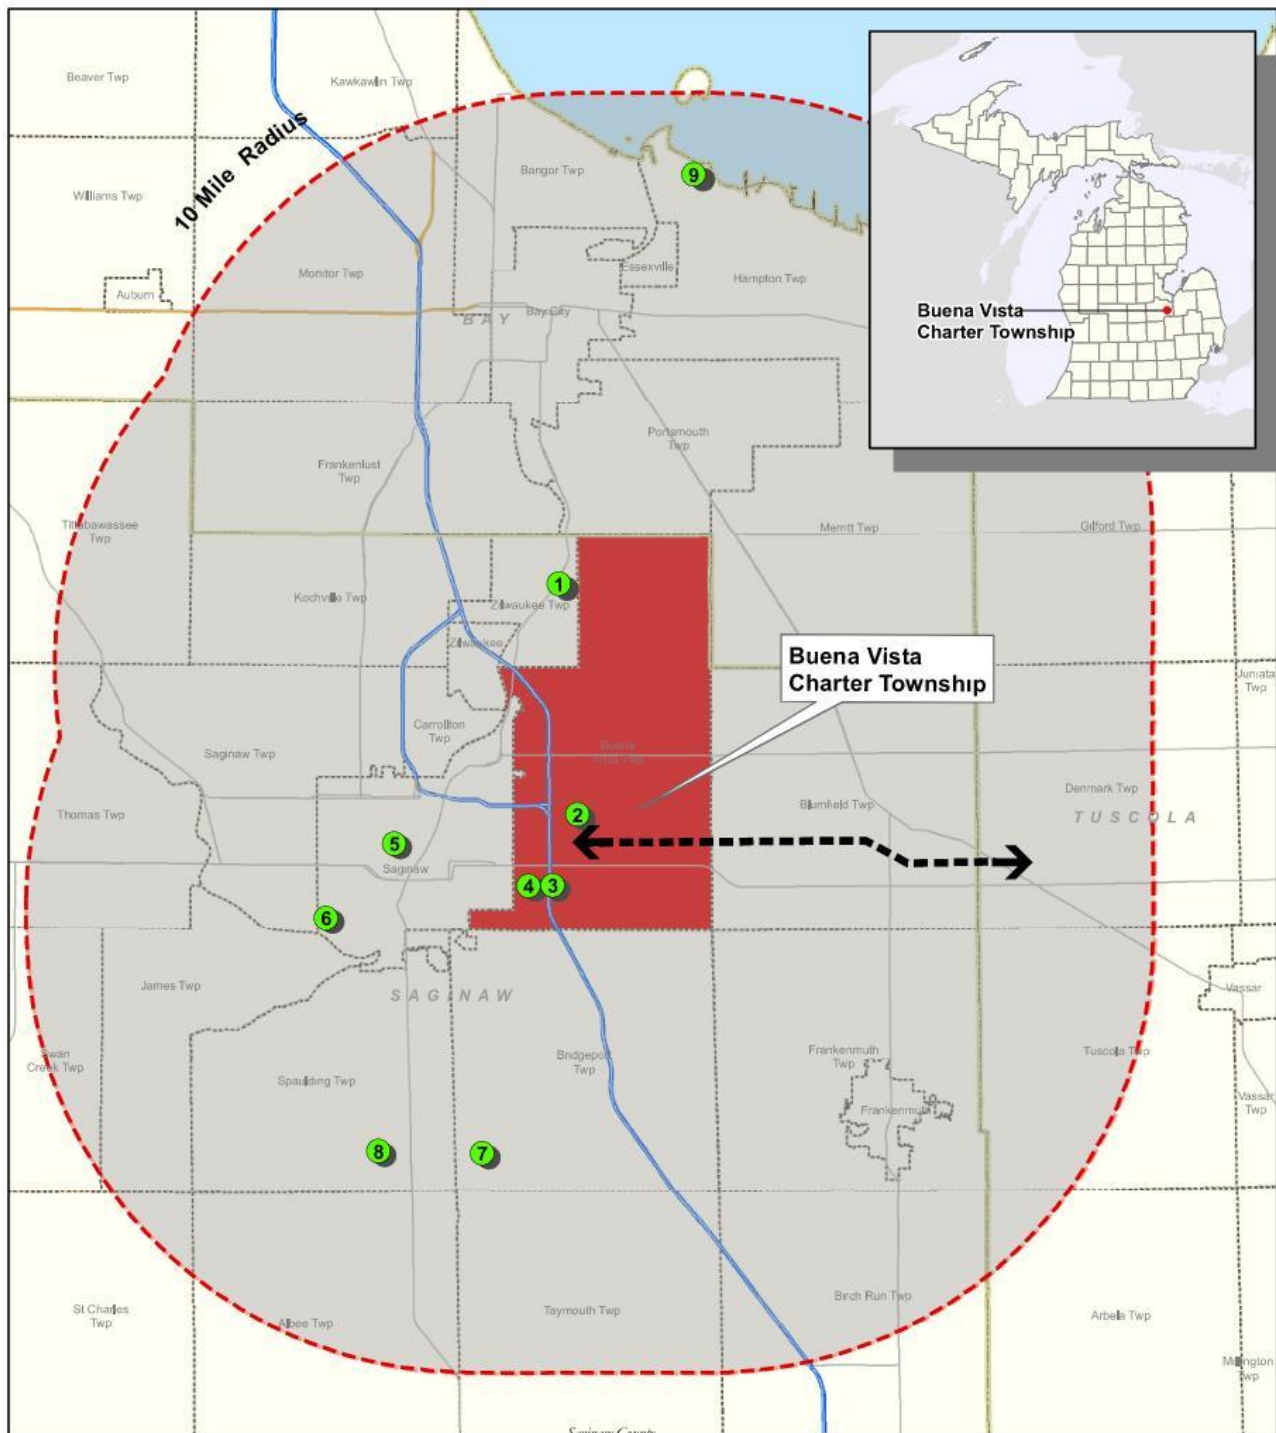 Beaver Twp
Kawkawlin Twp
10 Mile Radius
Williams Twp
Bangor Twp
9
Monitor Twp
Essexville
Hampton Twp
Auburn
BAY
Bay City
Buena Vista
Charter Township
Portsmouth
Twp
Frankenlust
Twp
Tittabawassee
Twp
Merritt Twp
Gilford Twp
1
Kochville Twp
Zilwaukee Twp
Zilwaukee
Buena Vista
Charter Township
Juniata
Twp
Carrollton
Twp
Saginaw Twp
Buena
Vista Twp
Denmark Twp
Thomas Twp
2
Blumfield Twp
TUSCOLA
5
Saginaw
4
3
6
James Twp
SAGINAW
Vassar
Swan
Creek Twp
Spaulding Twp
Bridgeport
Twp
Frankenmuth
Twp
Tuscola Twp
Frankenmuth
Vassar
Twp
8
7
St Charles
Twp
Albee Twp
Taymouth Twp
Birch Run Twp
Arbela Twp
Millington
Twp
Saginaw County